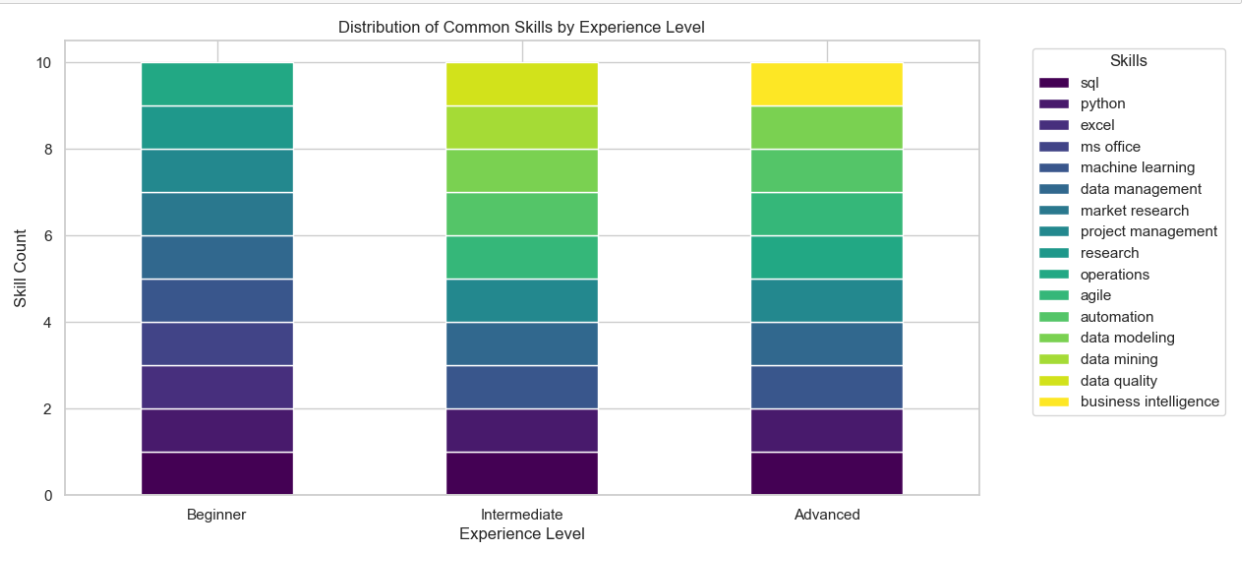 Distribution of Common Skills by Experience Level
10
8
6
4
2
0
Skill Count
Beginner
Intermediate
Advanced
Experience Level
Skills
sql
python
excel
ms office
machine learning
data management
market research
project management
research
operations
agile
automation
data modeling
data mining
data quality
business intelligence